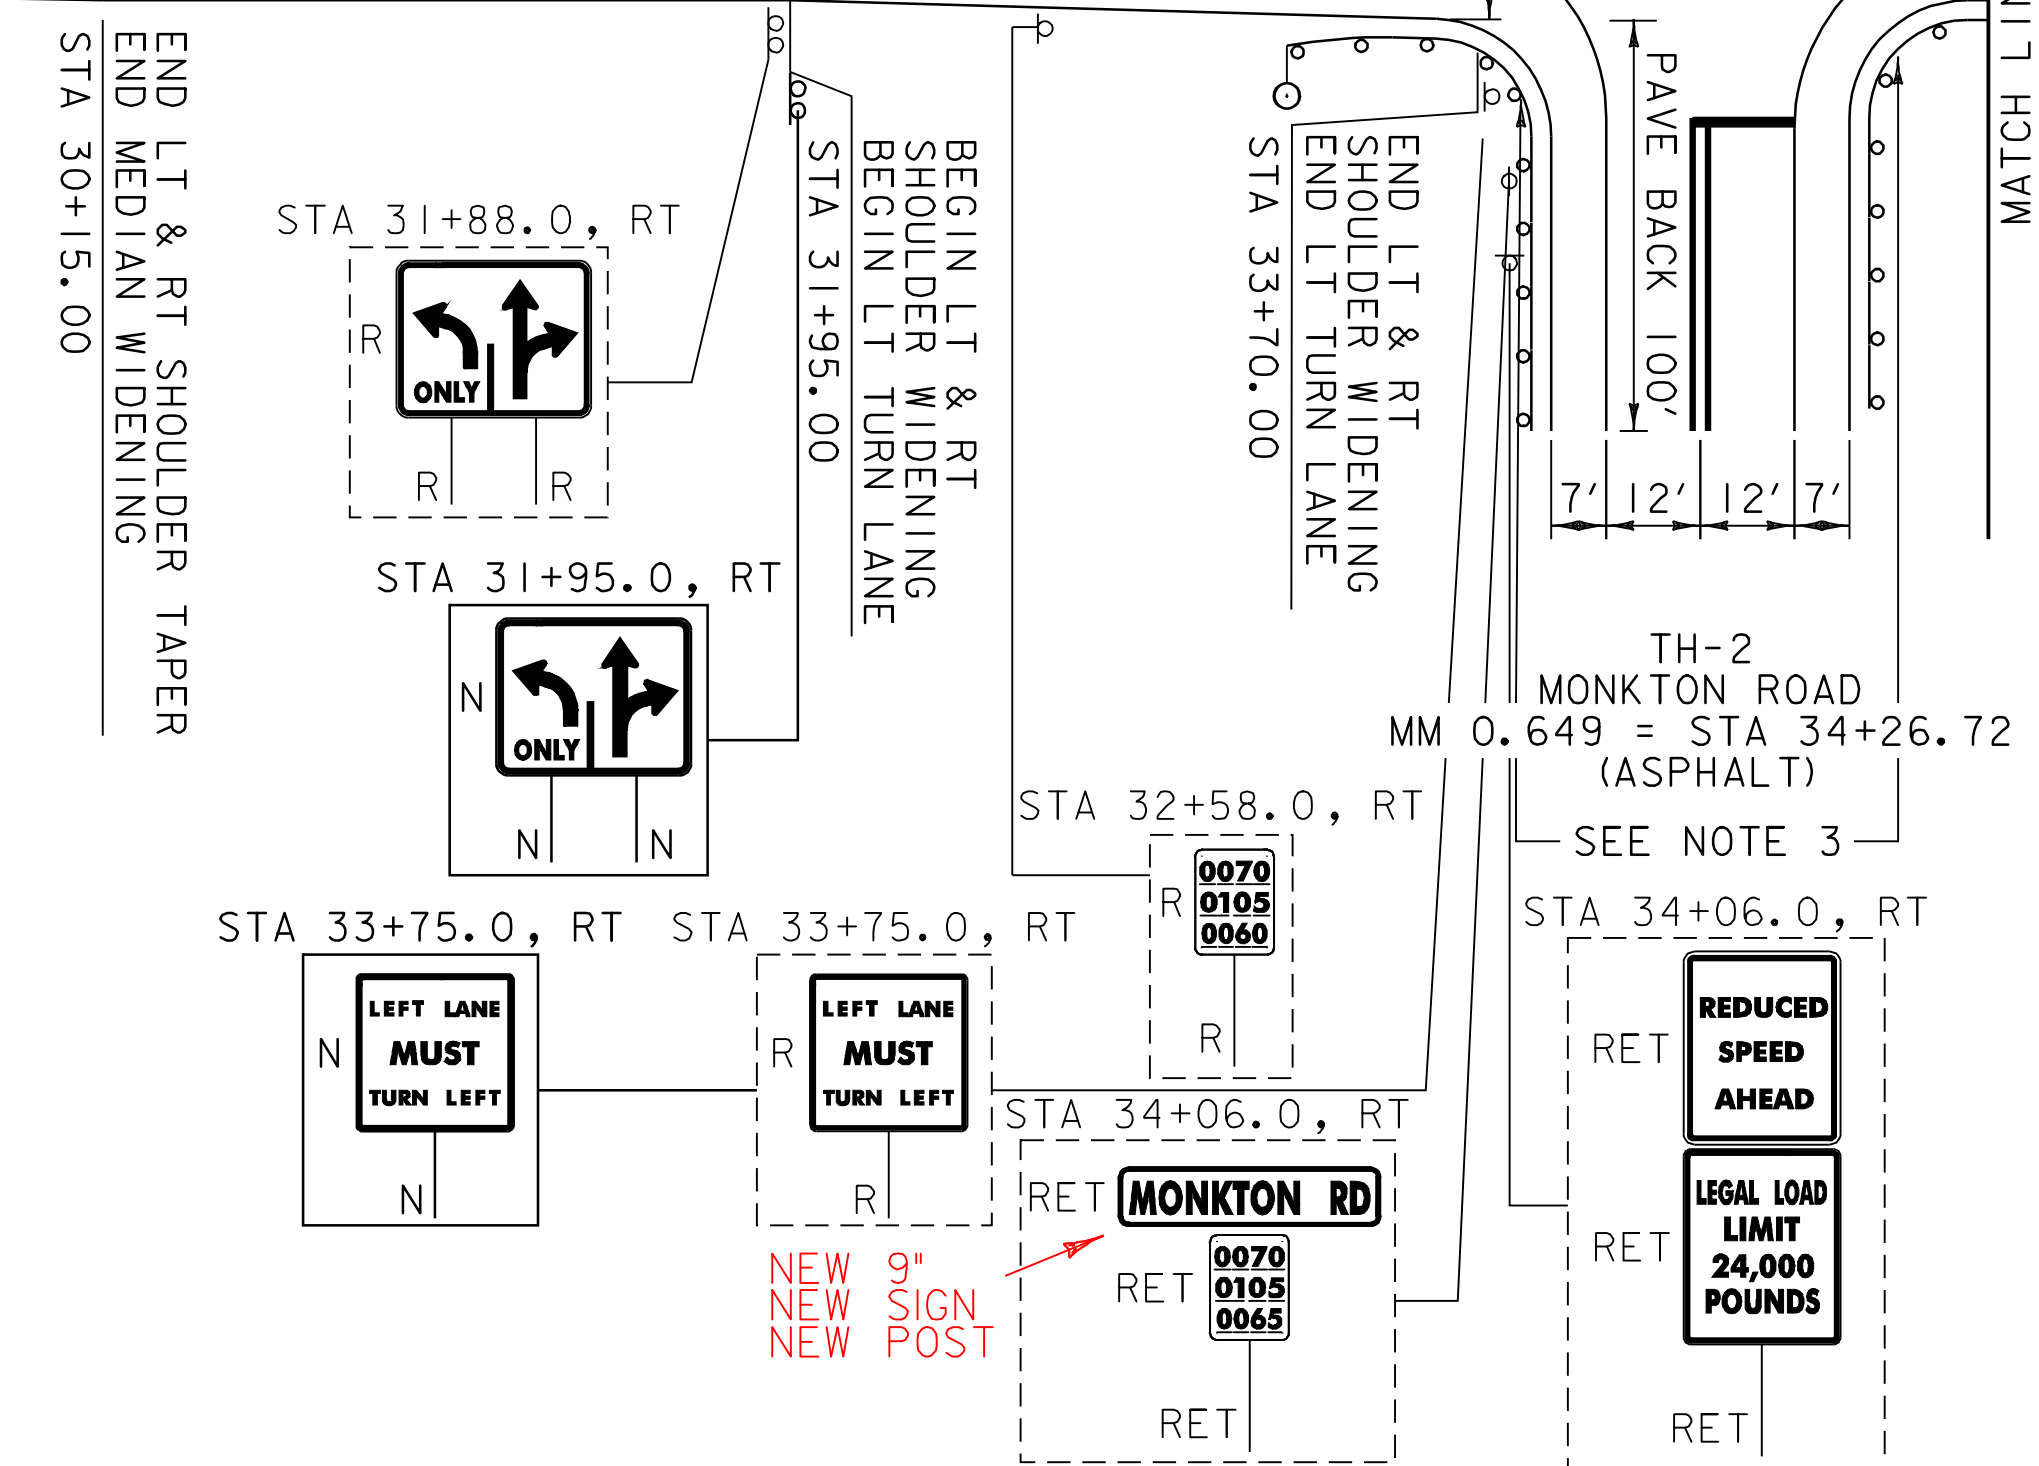 END LT & RT SHOULDER TAPER
END MEDIAN WIDENING
STA 30+15.00
STA 31+88.0, RT
R
ONLY
R R
STA 31+95.0, RT
N
ONLY
N N
BEGIN LT & RT
SHOULDER WIDENING
BEGIN LT TURN LANE
STA 31+95.00
END LT & RT
SHOULDER WIDENING
END LT TURN LANE
STA 33+70.00
PAVE BACK 100'
7' 12' 12' 7'
TH-2
MONKTON ROAD
MM 0.649 = STA 34+26.72
(ASPHALT)
SEE NOTE 3
STA 32+58.0, RT
R
0070
0105
0060
R
STA 33+75.0, RT
N
LEFT LANE
MUST
TURN LEFT
N
STA 33+75.0, RT
R
LEFT LANE
MUST
TURN LEFT
R
STA 34+06.0, RT
RET
MONKTON RD
RET
0070
0105
0065
RET
NEW 9"
NEW SIGN
NEW POST
STA 34+06.0, RT
RET
REDUCED
SPEED
AHEAD
RET
LEGAL LOAD
LIMIT
24,000
POUNDS
RET
MATCH